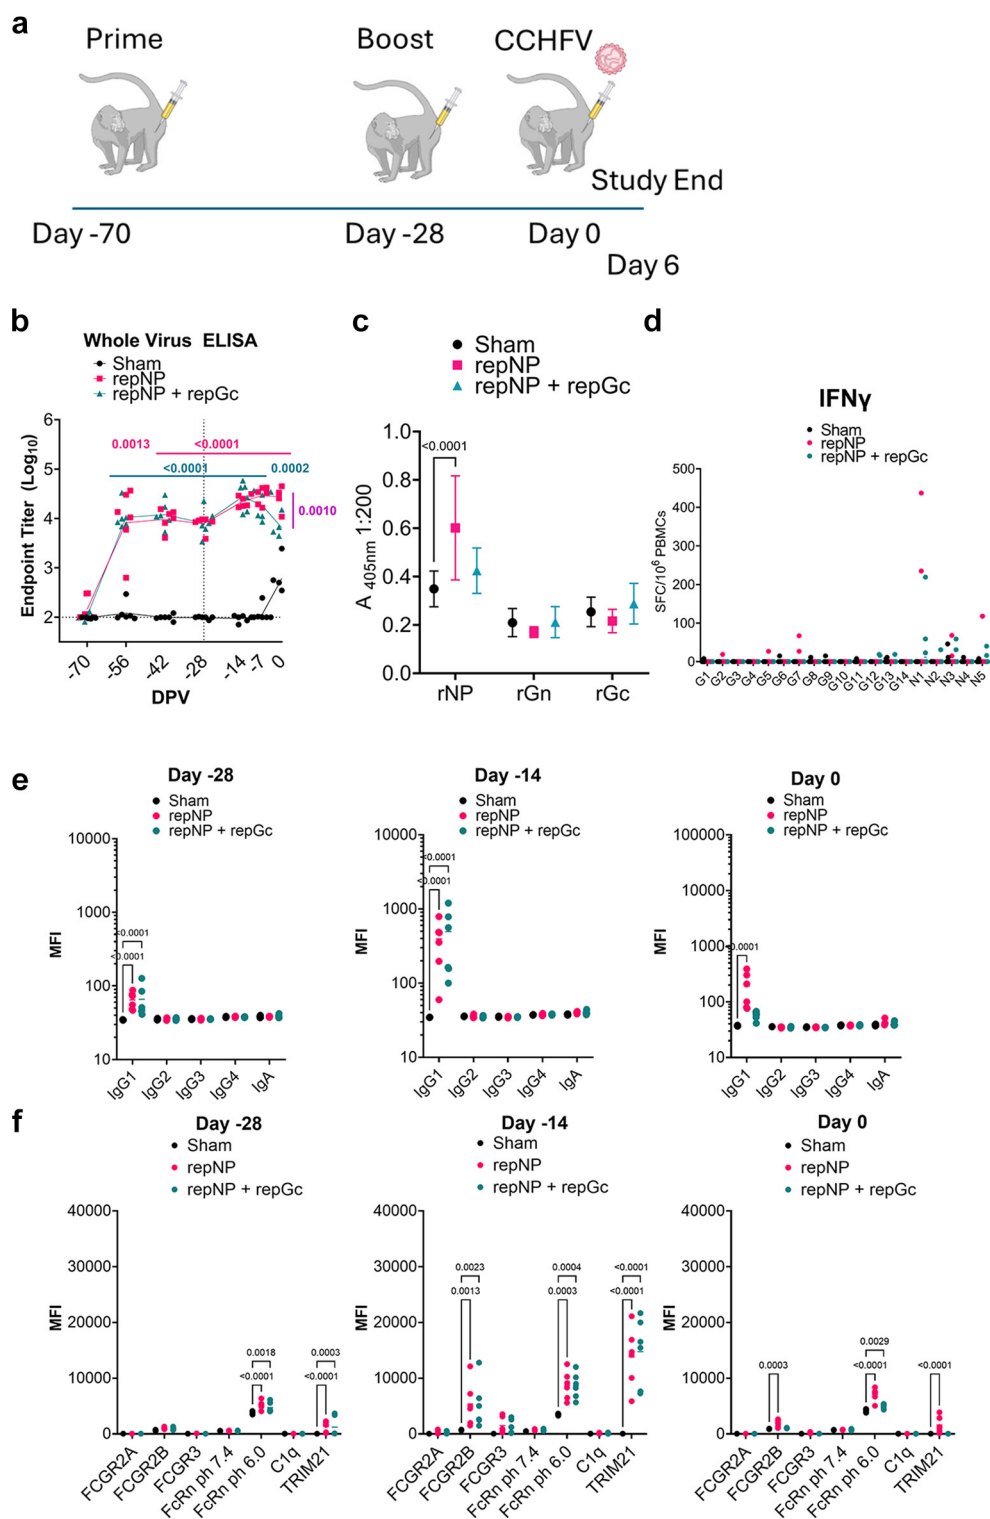 a
Prime
Boost
CCHFV
Study End
Day -70
Day -28
Day 0
Day 6
b
Whole Virus ELISA
Sham
repNP
repNP + repGc
Endpoint Titer (Log10)
6
5
4
3
2
0.0013
<0.0001
<0.0001
0.0002
0.0010
-70
-56
-42
-28
-14
-7
0
DPV
c
Sham
repNP
repNP + repGc
A 405nm 1:200
1.0
0.8
0.6
0.4
0.2
0.0
<0.0001
rNP
rGn
rGc
d
IFNγ
Sham
repNP
repNP + repGc
SFC/10^6 PBMCs
500
400
300
200
100
0
G1
G2
G3
G4
G5
G6
G7
G8
G9
G10
G11
G12
G13
G14
N1
N2
N3
N4
N5
e
Day -28
Sham
repNP
repNP + repGc
MFI
10000
1000
100
10
<0.0001
<0.0001
IgG1
IgG2
IgG3
IgG4
IgA
Day -14
Sham
repNP
repNP + repGc
MFI
10000
1000
100
10
<0.0001
<0.0001
IgG1
IgG2
IgG3
IgG4
IgA
Day 0
Sham
repNP
repNP + repGc
MFI
100000
10000
1000
100
10
0.0001
IgG1
IgG2
IgG3
IgG4
IgA
f
Day -28
Sham
repNP
repNP + repGc
MFI
40000
30000
20000
10000
0
0.0018
<0.0001
0.0003
<0.0001
FCGR2A
FCGR2B
FCGR3
FcRn ph 7.4
FcRn ph 6.0
C1q
TRIM21
Day -14
Sham
repNP
repNP + repGc
MFI
40000
30000
20000
10000
0
0.0023
0.0013
0.0004
0.0003
<0.0001
<0.0001
FCGR2A
FCGR2B
FCGR3
FcRn ph 7.4
FcRn ph 6.0
C1q
TRIM21
Day 0
Sham
repNP
repNP + repGc
MFI
40000
30000
20000
10000
0
0.0003
0.0029
<0.0001
<0.0001
FCGR2A
FCGR2B
FCGR3
FcRn ph 7.4
FcRn ph 6.0
C1q
TRIM21